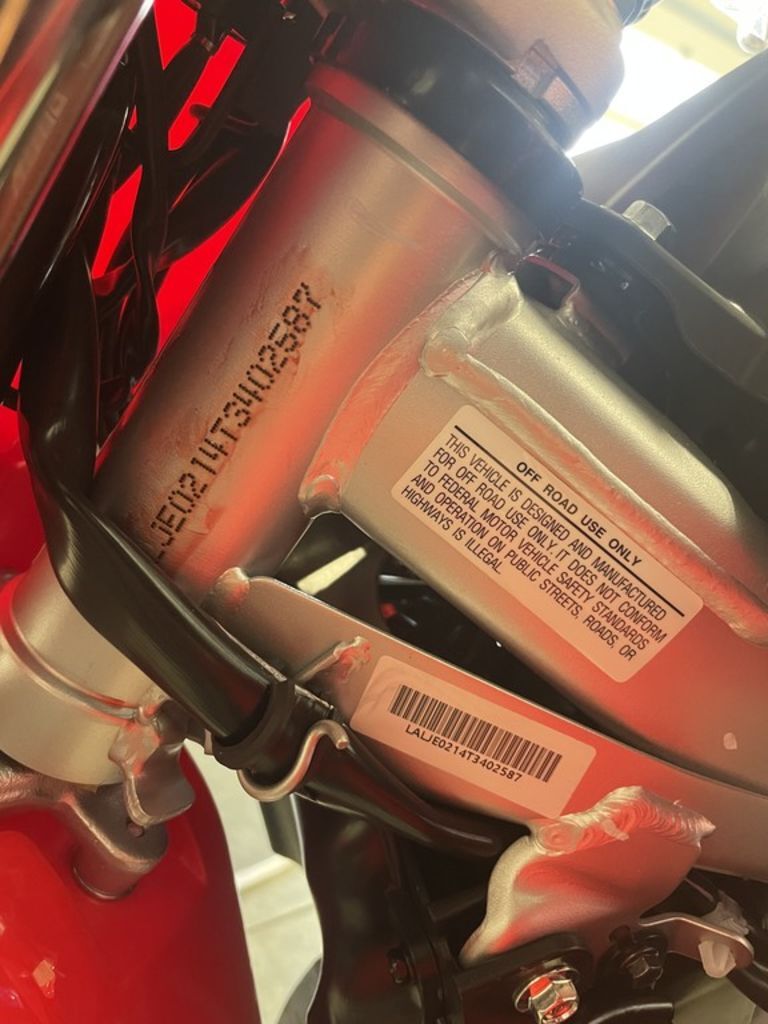 LJE0214T3402587
OFF ROAD USE ONLY
THIS VEHICLE IS DESIGNED AND MANUFACTURED
FOR OFF ROAD USE ONLY, IT DOES NOT CONFORM
TO FEDERAL MOTOR VEHICLE SAFETY STANDARDS
AND OPERATION ON PUBLIC STREETS, ROADS, OR
HIGHWAYS IS ILLEGAL.
LALJE0214T3402587